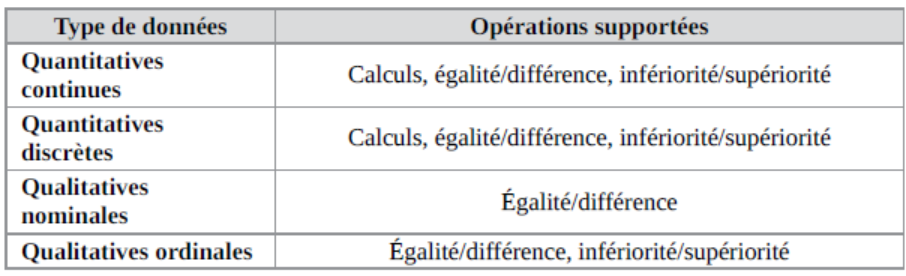 Type de données Opérations supportées
Quantitatives
continues
Calculs, égalité/différence, infériorité/supériorité
Quantitatives
discrètes
Calculs, égalité/différence, infériorité/supériorité
Qualitatives
nominales
Égalité/différence
Qualitatives ordinales Égalité/différence, infériorité/supériorité